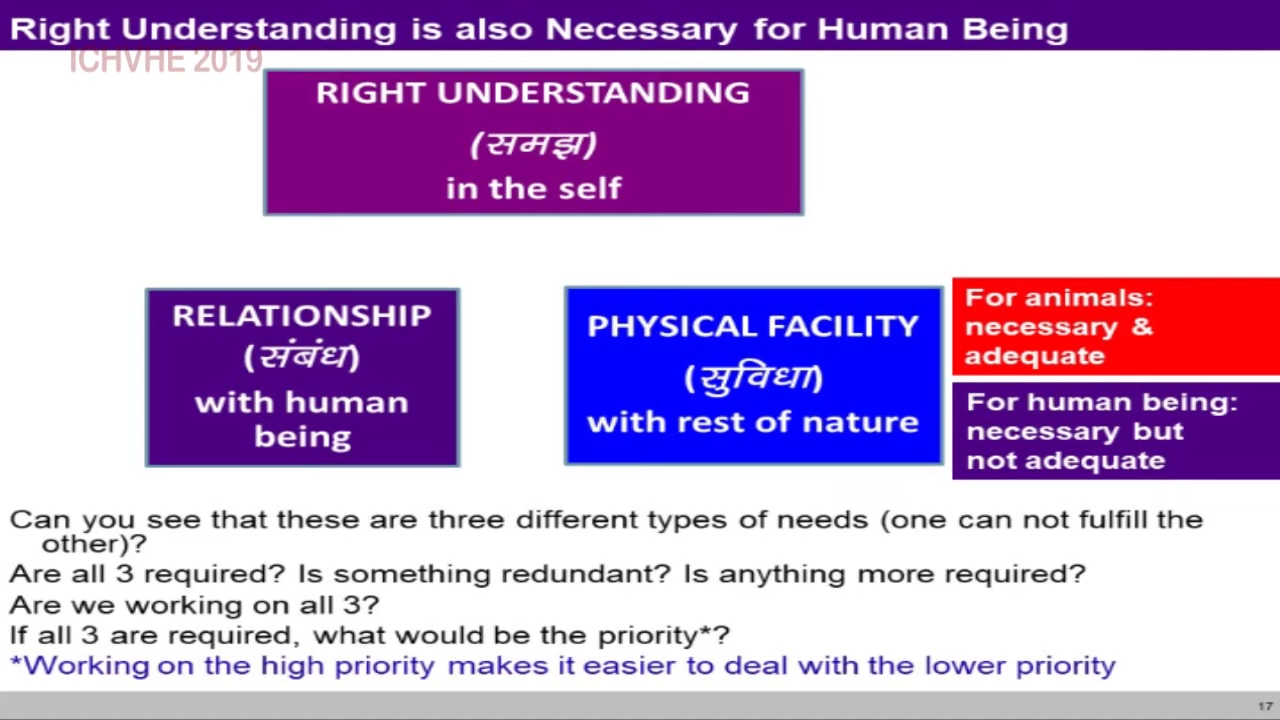 Right Understanding is also Necessary for Human Being
ICHVHE 2019
RIGHT UNDERSTANDING
(समझ)
in the self
RELATIONSHIP
(संबंध)
with human
being
PHYSICAL FACILITY
(सुविधा)
with rest of nature
For animals:
necessary &
adequate
For human being:
necessary but
not adequate
Can you see that these are three different types of needs (one can not fulfill the
other)?
Are all 3 required? Is something redundant? Is anything more required?
Are we working on all 3?
If all 3 are required, what would be the priority*?
*Working on the high priority makes it easier to deal with the lower priority
17